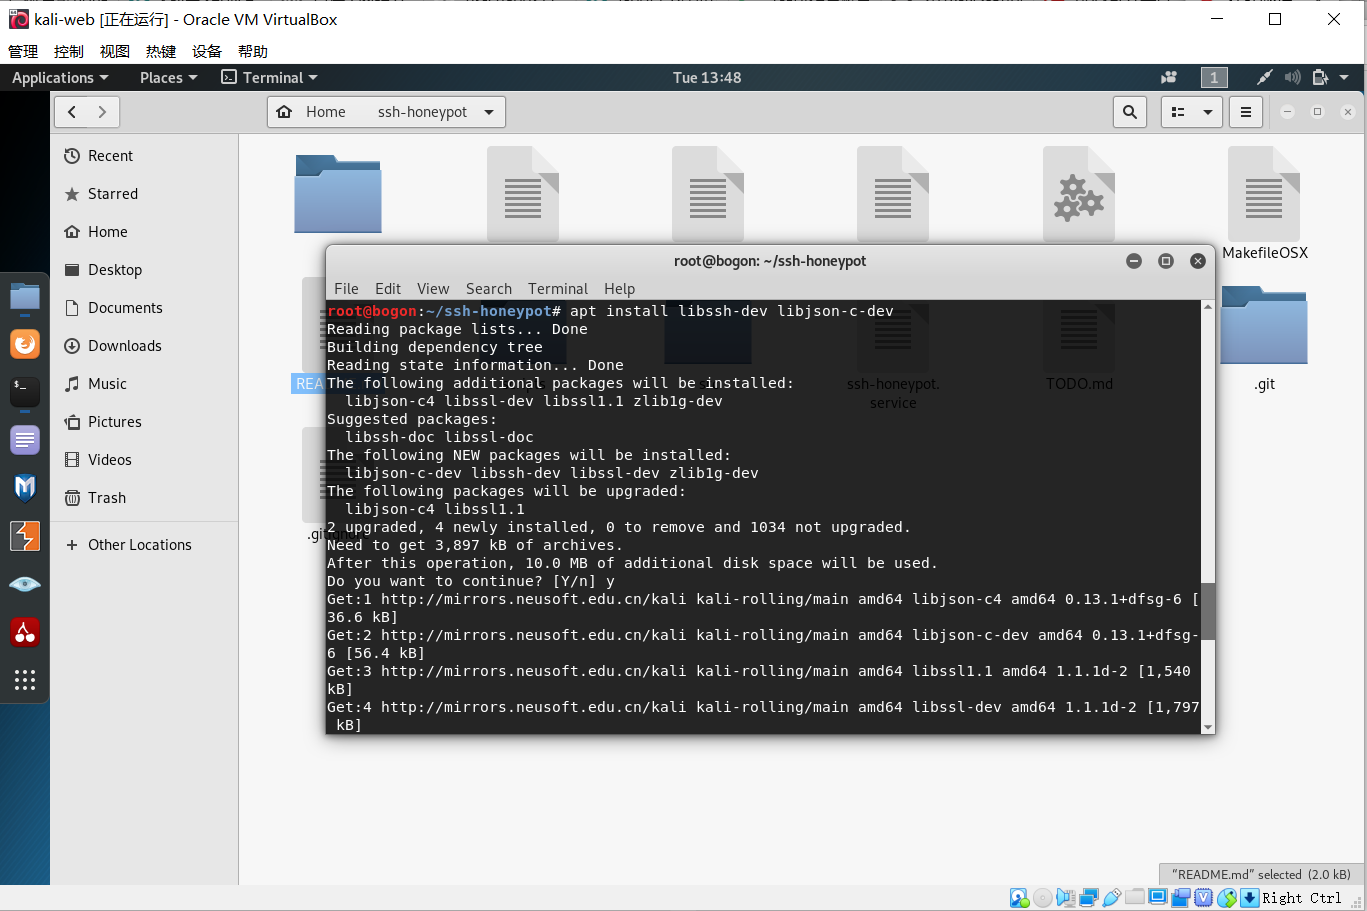 kali-web [正在运行] - Oracle VM VirtualBox
管理 控制 视图 热键 设备 帮助
Applications Places Terminal Tue 13:48 1
Home ssh-honeypot
Recent
Starred
Home
Desktop
Documents
Downloads
Music
Pictures
Videos
Trash
+ Other Locations
MakefileOSX
root@bogon: ~/ssh-honeypot
File Edit View Search Terminal Help
root@bogon:~/ssh-honeypot# apt install libssh-dev libjson-c-dev
Reading package lists... Done
Building dependency tree
Reading state information... Done
The following additional packages will be installed:
libjson-c4 libssl-dev libssl1.1 zlib1g-dev
Suggested packages:
libssh-doc libssl-doc
The following NEW packages will be installed:
libjson-c-dev libssh-dev libssl-dev zlib1g-dev
The following packages will be upgraded:
libjson-c4 libssl1.1
2 upgraded, 4 newly installed, 0 to remove and 1034 not upgraded.
Need to get 3,897 kB of archives.
After this operation, 10.0 MB of additional disk space will be used.
Do you want to continue? [Y/n] y
Get:1 http://mirrors.neusoft.edu.cn/kali kali-rolling/main amd64 libjson-c4 amd64 0.13.1+dfsg-6 [
36.6 kB]
Get:2 http://mirrors.neusoft.edu.cn/kali kali-rolling/main amd64 libjson-c-dev amd64 0.13.1+dfsg-
6 [56.4 kB]
Get:3 http://mirrors.neusoft.edu.cn/kali kali-rolling/main amd64 libssl1.1 amd64 1.1.1d-2 [1,540
kB]
Get:4 http://mirrors.neusoft.edu.cn/kali kali-rolling/main amd64 libssl-dev amd64 1.1.1d-2 [1,797
kB]
REA
ssh-honeypot.
service
TODO.md
.git
"README.md" selected (2.0 kB)
Right Ctrl